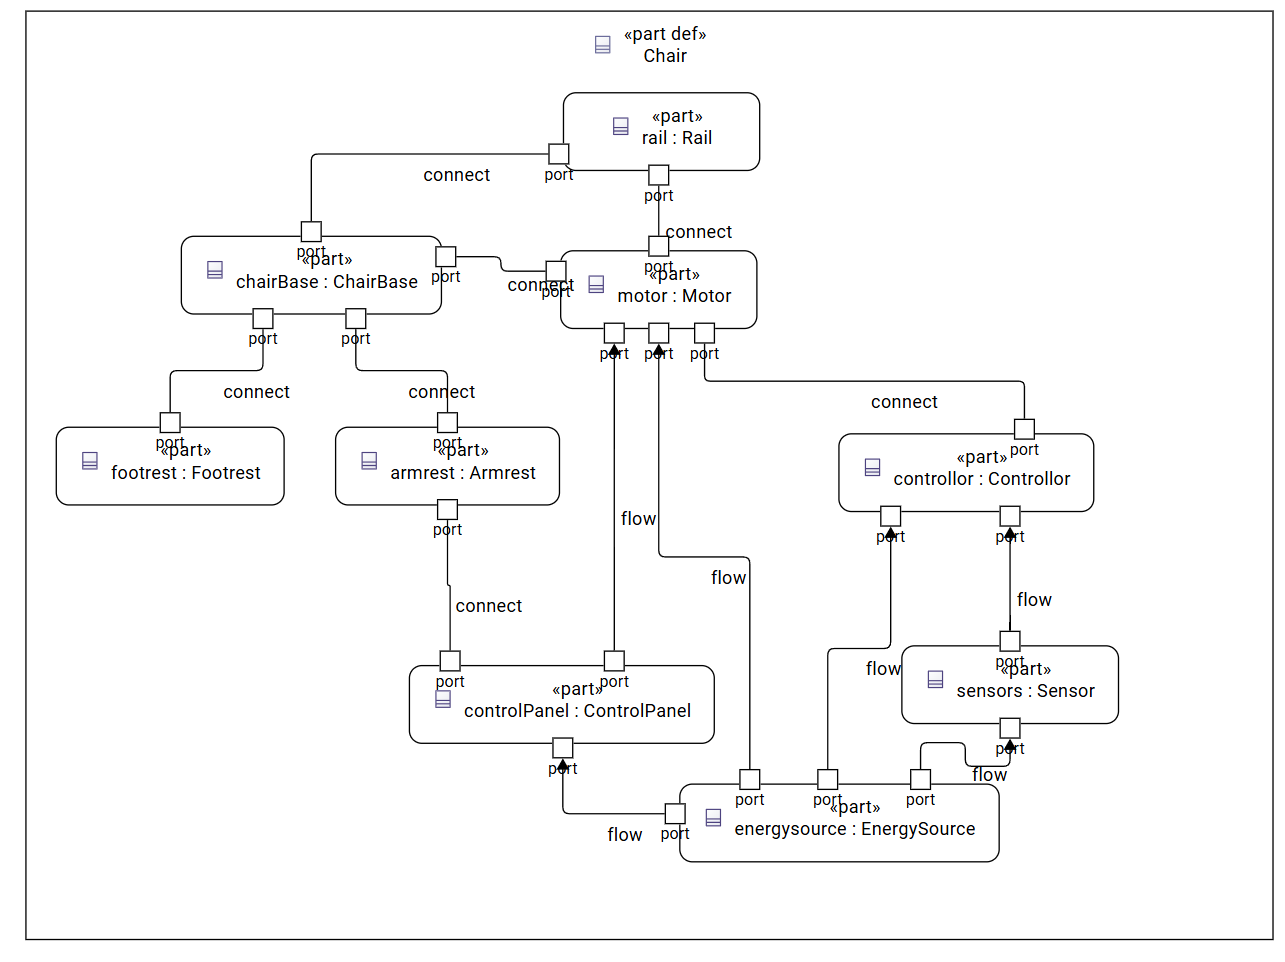 «part def»
Chair
«part»
rail : Rail
port
connect
port
connect
port
«part»
chairBase : ChairBase
port
connect
port
port
«part»
motor : Motor
port
port
port
port
port
connect
connect
connect
port
«part»
footrest : Footrest
port
«part»
armrest : Armrest
port
port
«part»
controllor : Controllor
port
port
flow
flow
connect
flow
flow
port
port
«part»
controlPanel : ControlPanel
port
port
«part»
sensors : Sensor
port
flow
port
port
port
«part»
energysource : EnergySource
port
flow